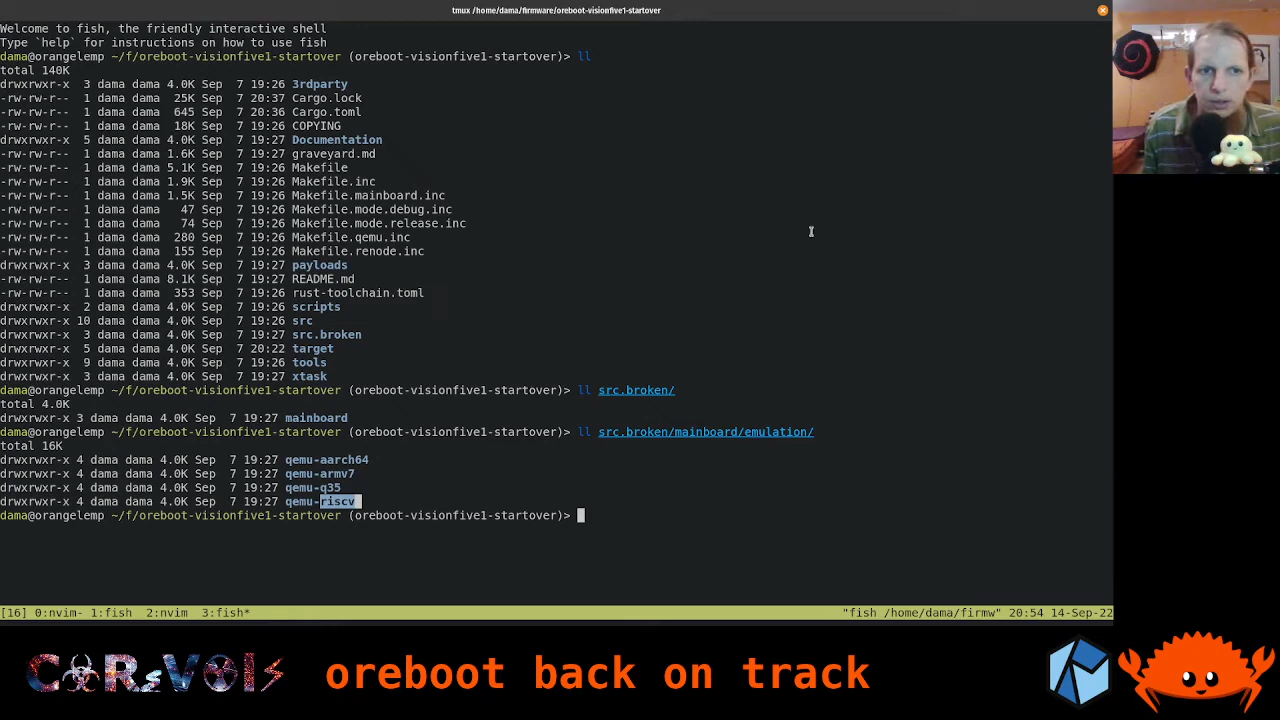 tmux /home/dama/firmware/oreboot-visionfive1-startover
Welcome to fish, the friendly interactive shell
Type `help` for instructions on how to use fish
dama@orangelemp ~/f/oreboot-visionfive1-startover (oreboot-visionfive1-startover)> ll
total 140K
drwxrwxr-x  3 dama dama 4.0K Sep  7 19:26 3rdparty
-rw-rw-r--  1 dama dama  25K Sep  7 20:37 Cargo.lock
-rw-rw-r--  1 dama dama  645 Sep  7 20:36 Cargo.toml
-rw-rw-r--  1 dama dama  18K Sep  7 19:26 COPYING
drwxrwxr-x  5 dama dama 4.0K Sep  7 19:27 Documentation
-rw-rw-r--  1 dama dama 1.6K Sep  7 19:27 graveyard.md
-rw-rw-r--  1 dama dama 5.1K Sep  7 19:26 Makefile
-rw-rw-r--  1 dama dama 1.9K Sep  7 19:26 Makefile.inc
-rw-rw-r--  1 dama dama 1.5K Sep  7 19:26 Makefile.mainboard.inc
-rw-rw-r--  1 dama dama   47 Sep  7 19:26 Makefile.mode.debug.inc
-rw-rw-r--  1 dama dama   74 Sep  7 19:26 Makefile.mode.release.inc
-rw-rw-r--  1 dama dama  280 Sep  7 19:26 Makefile.qemu.inc
-rw-rw-r--  1 dama dama  155 Sep  7 19:26 Makefile.renode.inc
drwxrwxr-x  3 dama dama 4.0K Sep  7 19:27 payloads
-rw-rw-r--  1 dama dama 8.1K Sep  7 19:27 README.md
-rw-rw-r--  1 dama dama  353 Sep  7 19:26 rust-toolchain.toml
drwxrwxr-x  2 dama dama 4.0K Sep  7 19:26 scripts
drwxrwxr-x 10 dama dama 4.0K Sep  7 19:26 src
drwxrwxr-x  3 dama dama 4.0K Sep  7 19:27 src.broken
drwxrwxr-x  5 dama dama 4.0K Sep  7 20:22 target
drwxrwxr-x  9 dama dama 4.0K Sep  7 19:26 tools
drwxrwxr-x  3 dama dama 4.0K Sep  7 19:27 xtask
dama@orangelemp ~/f/oreboot-visionfive1-startover (oreboot-visionfive1-startover)> ll src.broken/
total 4.0K
drwxrwxr-x 3 dama dama 4.0K Sep  7 19:27 mainboard
dama@orangelemp ~/f/oreboot-visionfive1-startover (oreboot-visionfive1-startover)> ll src.broken/mainboard/emulation/
total 16K
drwxrwxr-x 4 dama dama 4.0K Sep  7 19:27 qemu-aarch64
drwxrwxr-x 4 dama dama 4.0K Sep  7 19:27 qemu-armv7
drwxrwxr-x 4 dama dama 4.0K Sep  7 19:27 qemu-q35
drwxrwxr-x 4 dama dama 4.0K Sep  7 19:27 qemu-riscv
dama@orangelemp ~/f/oreboot-visionfive1-startover (oreboot-visionfive1-startover)>
[16] 0:nvim- 1:fish  2:nvim  3:fish*  "fish /home/dama/firmw" 20:54 14-Sep-22
oreboot back on track